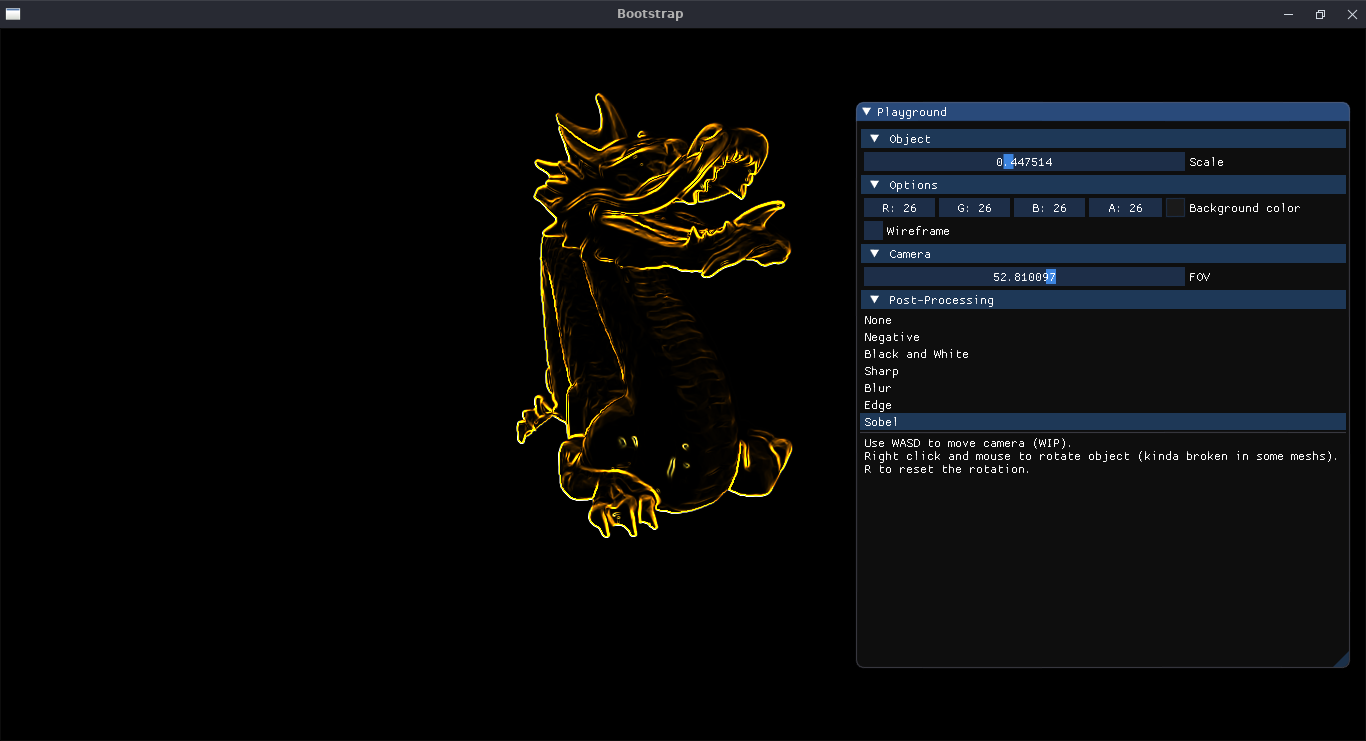 Bootstrap
Playground
Object
0.447514 Scale
Options
R: 26 G: 26 B: 26 A: 26 Background color
Wireframe
Camera
52.810097 FOV
Post-Processing
None
Negative
Black and White
Sharp
Blur
Edge
Sobel
Use WASD to move camera (WIP).
Right click and mouse to rotate object (kinda broken in some meshs).
R to reset the rotation.